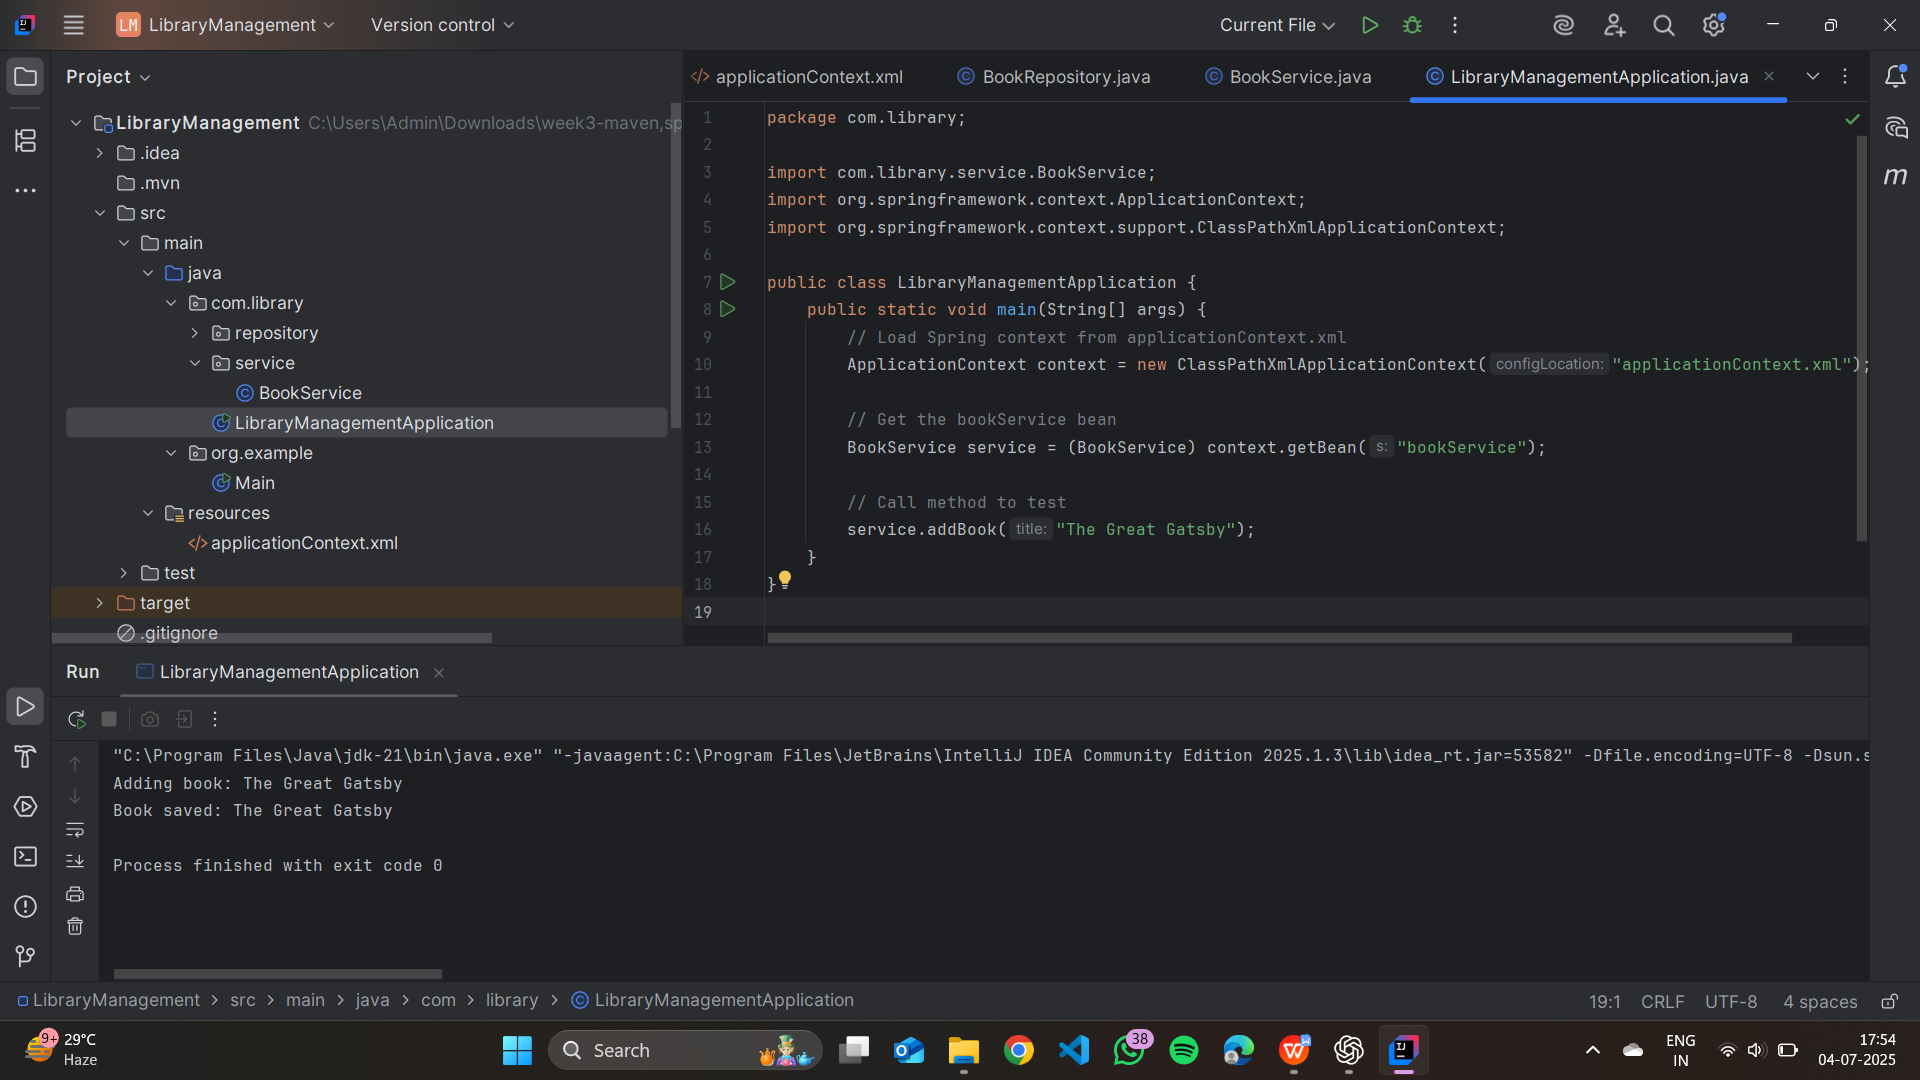 LM LibraryManagement
Version control
Current File
Project
LibraryManagement C:\Users\Admin\Downloads\week3-maven,sp
.idea
.mvn
src
main
java
com.library
repository
service
BookService
LibraryManagementApplication
org.example
Main
resources
applicationContext.xml
test
target
.gitignore
applicationContext.xml
BookRepository.java
BookService.java
LibraryManagementApplication.java
1 package com.library;
2
3 import com.library.service.BookService;
4 import org.springframework.context.ApplicationContext;
5 import org.springframework.context.support.ClassPathXmlApplicationContext;
6
7 public class LibraryManagementApplication {
8 public static void main(String[] args) {
9 // Load Spring context from applicationContext.xml
10 ApplicationContext context = new ClassPathXmlApplicationContext( configLocation: "applicationContext.xml");
11
12 // Get the bookService bean
13 BookService service = (BookService) context.getBean( s: "bookService");
14
15 // Call method to test
16 service.addBook( title: "The Great Gatsby");
17 }
18 }
19
Run
LibraryManagementApplication
"C:\Program Files\Java\jdk-21\bin\java.exe" "-javaagent:C:\Program Files\JetBrains\IntelliJ IDEA Community Edition 2025.1.3\lib\idea_rt.jar=53582" -Dfile.encoding=UTF-8 -Dsun.s
Adding book: The Great Gatsby
Book saved: The Great Gatsby
Process finished with exit code 0
LibraryManagement > src > main > java > com > library > LibraryManagementApplication
19:1 CRLF UTF-8 4 spaces
9+
29°C
Haze
Search
38
ENG
IN
17:54
04-07-2025